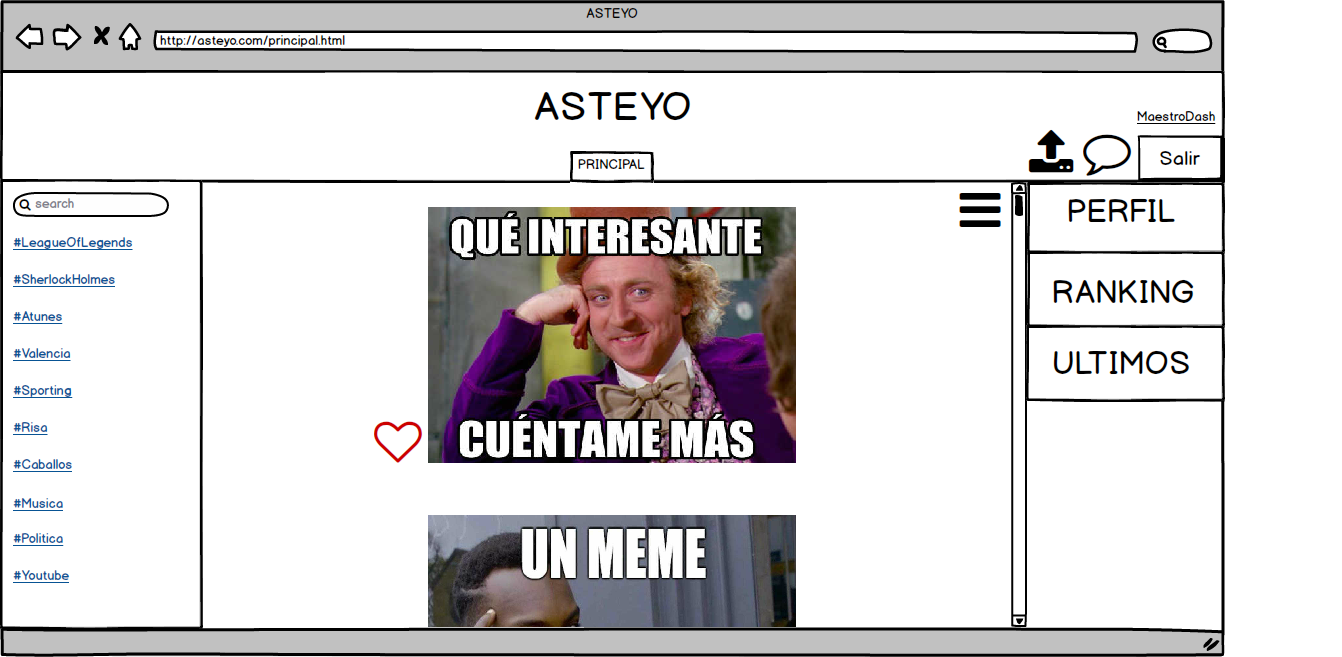 ASTEYO
http://asteyo.com/principal.html
ASTEYO
MaestroDash
PRINCIPAL
Salir
search
#LeagueOfLegends
#SherlockHolmes
#Atunes
#Valencia
#Sporting
#Risa
#Caballos
#Musica
#Politica
#Youtube
QUÉ INTERESANTE
CUÉNTAME MÁS
UN MEME
PERFIL
RANKING
ULTIMOS